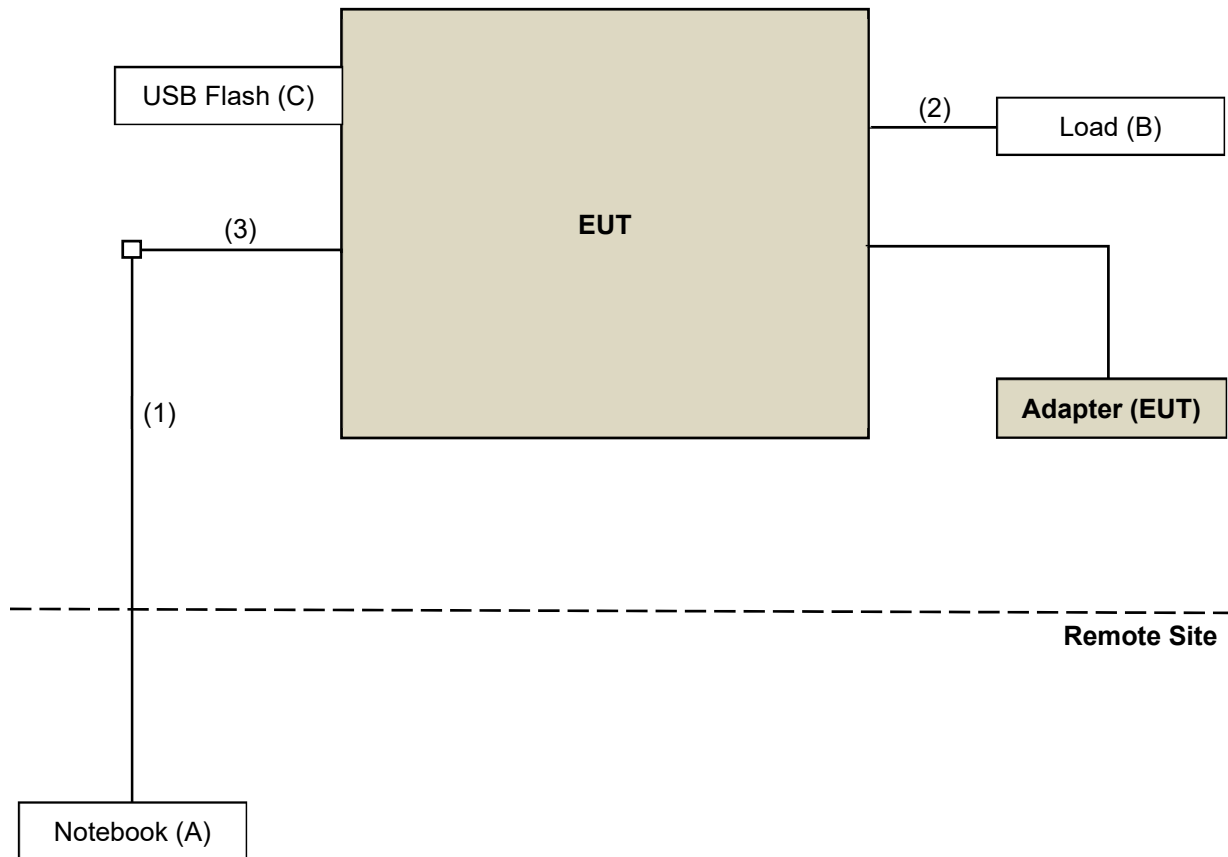 USB Flash (C)
(2)
Load (B)
EUT
(3)
Adapter (EUT)
(1)
Remote Site
Notebook (A)